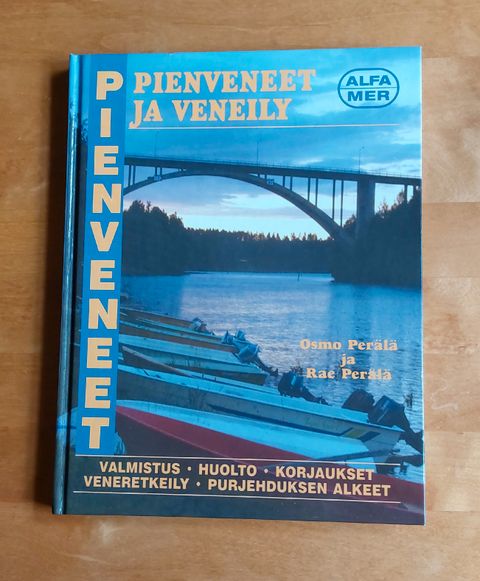 PIENVENEET
PIENVENEET
JA VENEILY
ALFA
MER
Osmo Perälä
ja
Rae Perälä
VALMISTUS • HUOLTO • KORJAUKSET
VENERETKEILY • PURJEHDUKSEN ALKEET